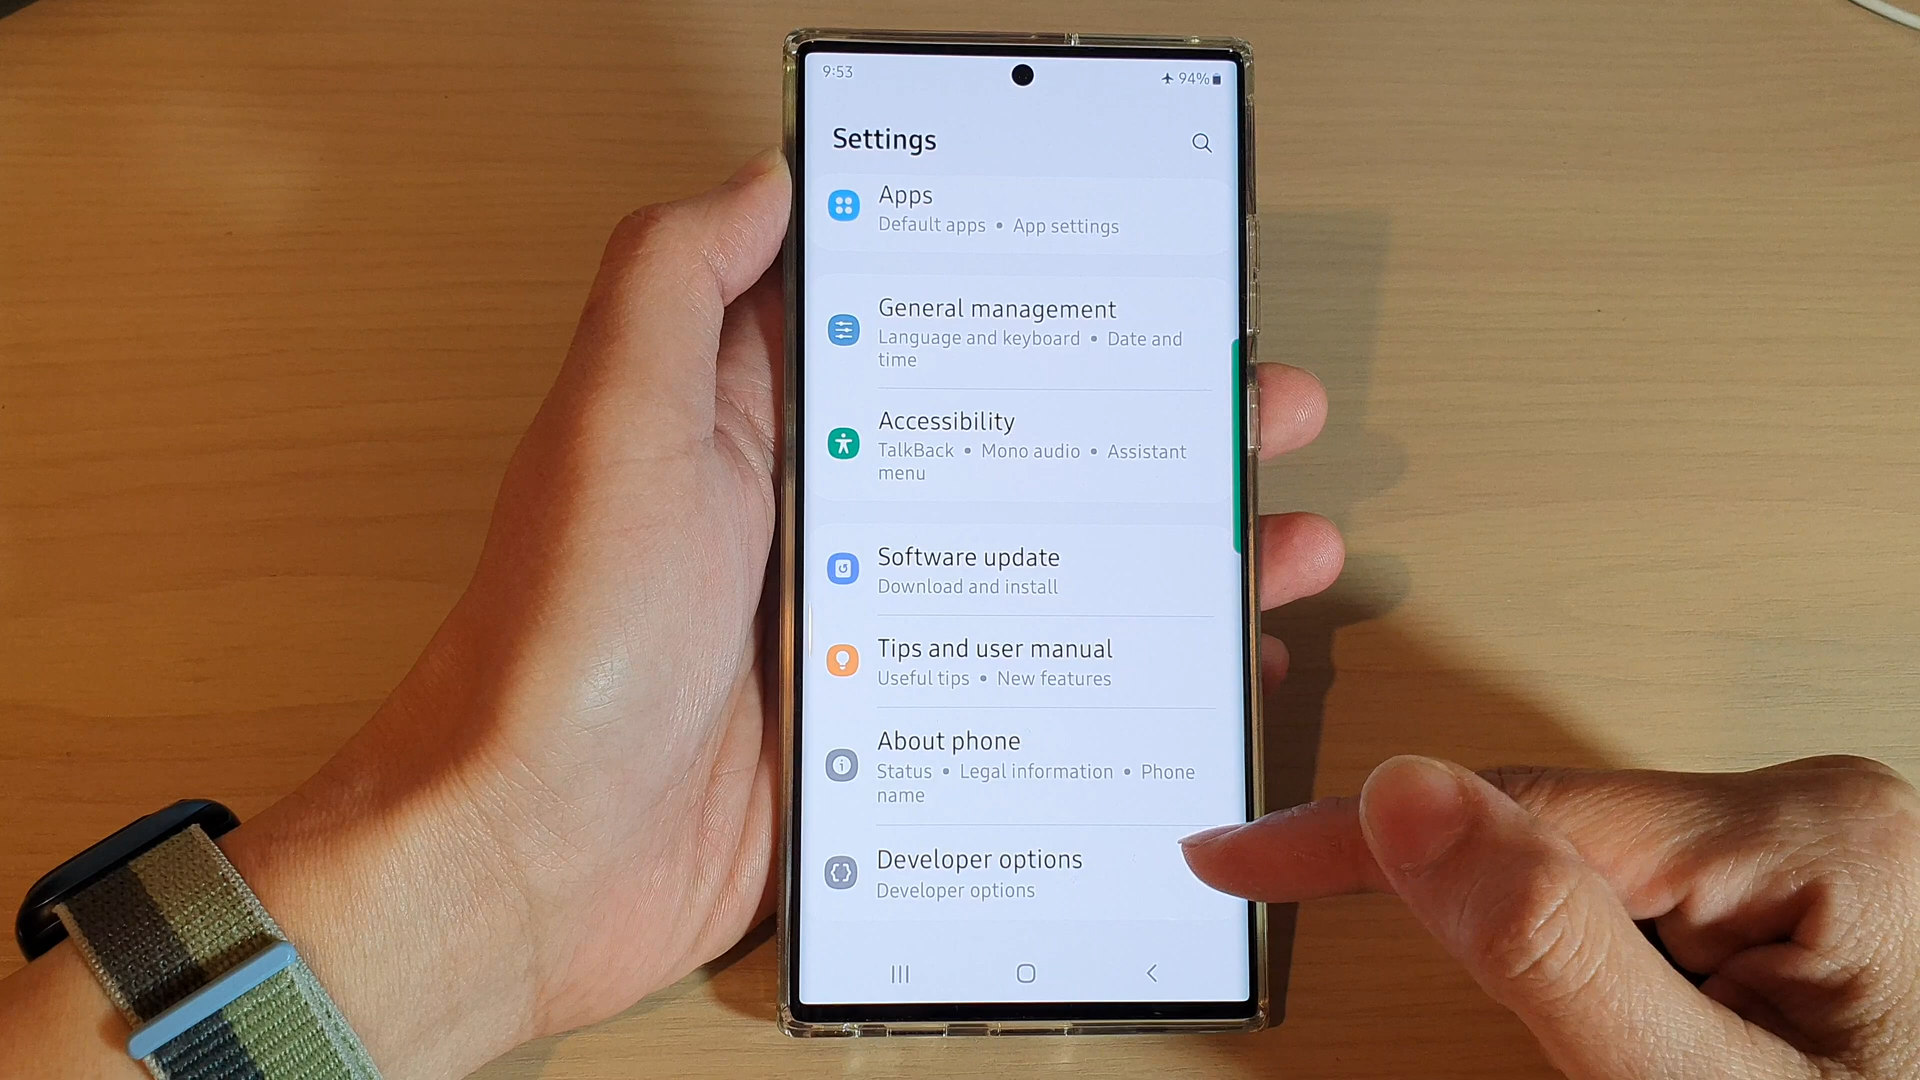 9:53
94%
Settings
Apps
Default apps • App settings
General management
Language and keyboard • Date and
time
Accessibility
TalkBack • Mono audio • Assistant
menu
Software update
Download and install
Tips and user manual
Useful tips • New features
About phone
Status • Legal information • Phone
name
Developer options
Developer options